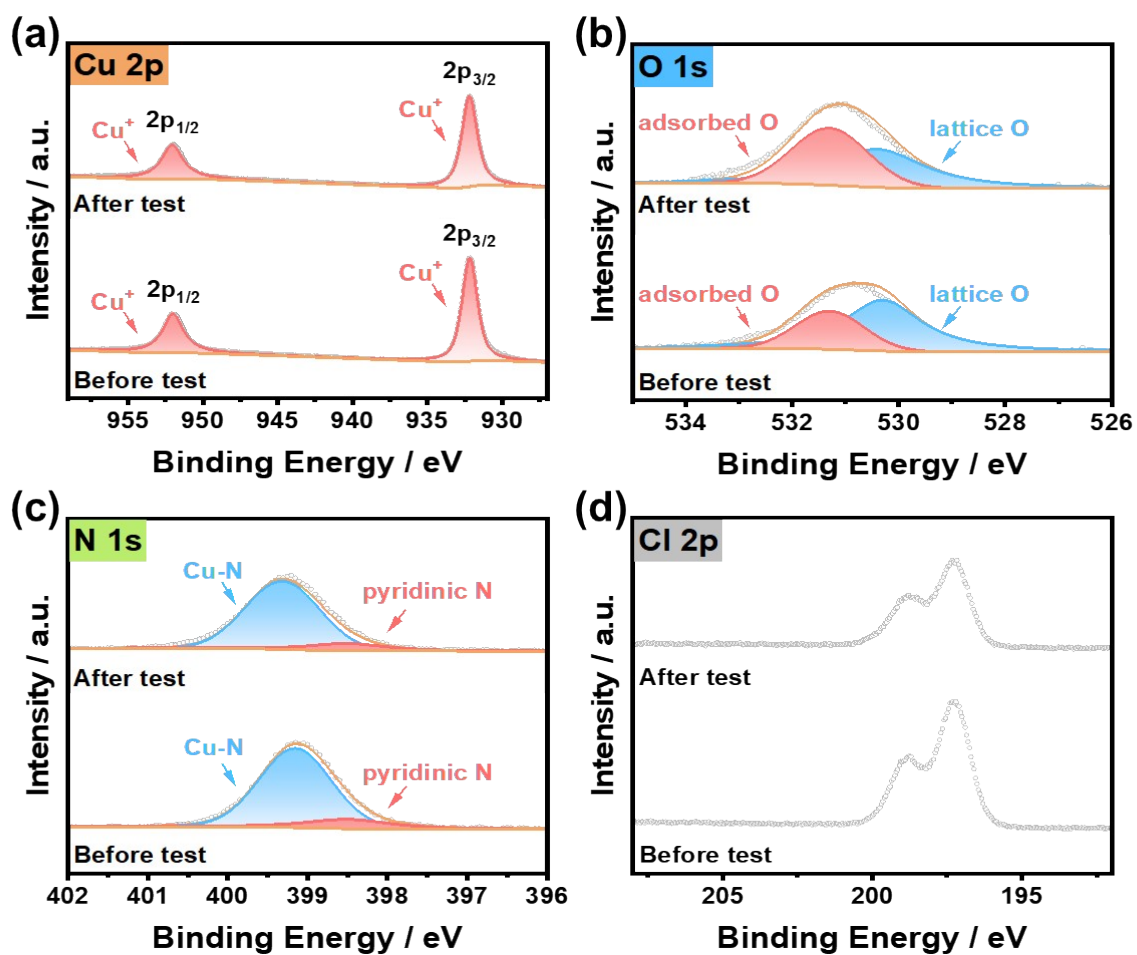 (a)
Cu 2p
2p3/2
Cu+
2p1/2
Cu+
After test
2p3/2
Cu+
2p1/2
Cu+
Before test
Intensity / a.u.
955 950 945 940 935 930
Binding Energy / eV
(b)
O 1s
adsorbed O
lattice O
After test
adsorbed O
lattice O
Before test
Intensity / a.u.
534 532 530 528 526
Binding Energy / eV
(c)
N 1s
Cu-N
pyridinic N
After test
Cu-N
pyridinic N
Before test
Intensity / a.u.
402 401 400 399 398 397 396
Binding Energy / eV
(d)
Cl 2p
After test
Before test
Intensity / a.u.
205 200 195
Binding Energy / eV